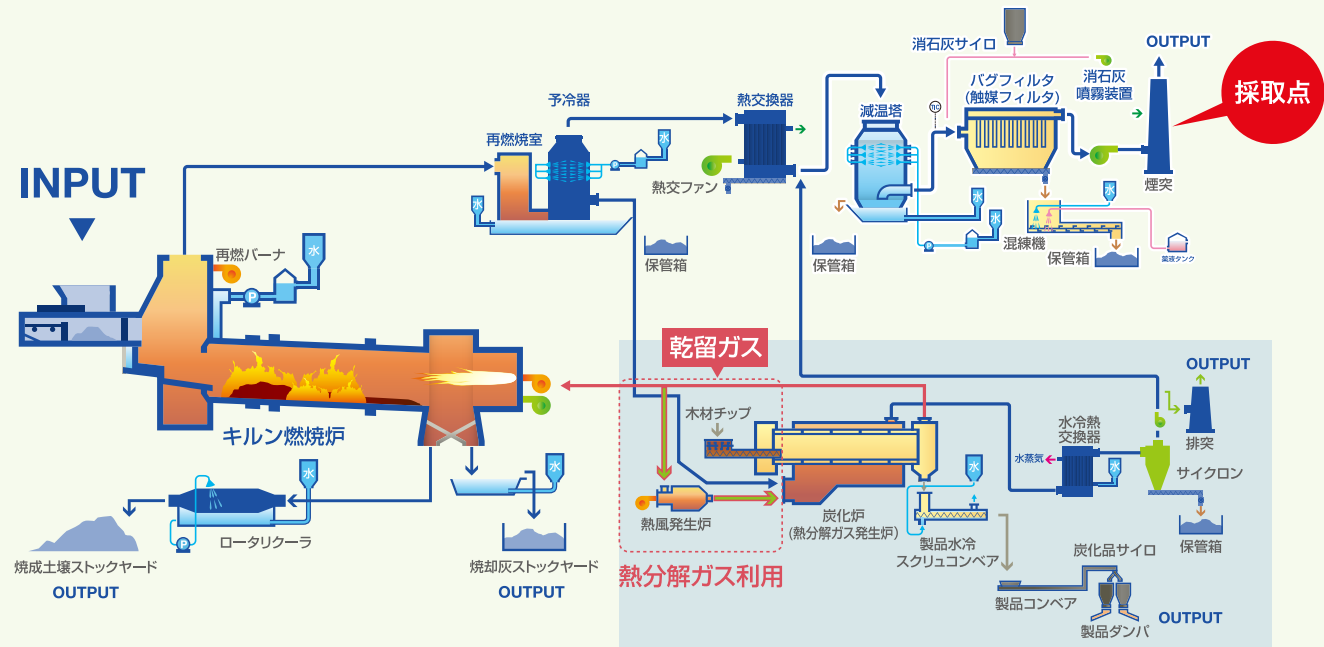 消石灰サイロ
OUTPUT
採取点
バグフィルタ
(触媒フィルタ)
消石灰
噴霧装置
予冷器
熱交換器
減温塔
再燃焼室
水
水
熱交ファン
煙突
INPUT
水
水
水
水
P
混練機
保管箱
保管箱
保管箱
薬液タンク
再燃バーナ
水
P
乾留ガス
OUTPUT
木材チップ
水冷熱
交換器
排突
キルン燃焼炉
水蒸気
サイクロン
水
水
水
水
熱風発生炉
炭化炉
(熱分解ガス発生炉)
P
ロータリクーラ
製品水冷
スクリュコンベア
保管箱
炭化品サイロ
焼成土壌ストックヤード
OUTPUT
焼却灰ストックヤード
OUTPUT
熱分解ガス利用
製品コンベア
OUTPUT
製品ダンパ